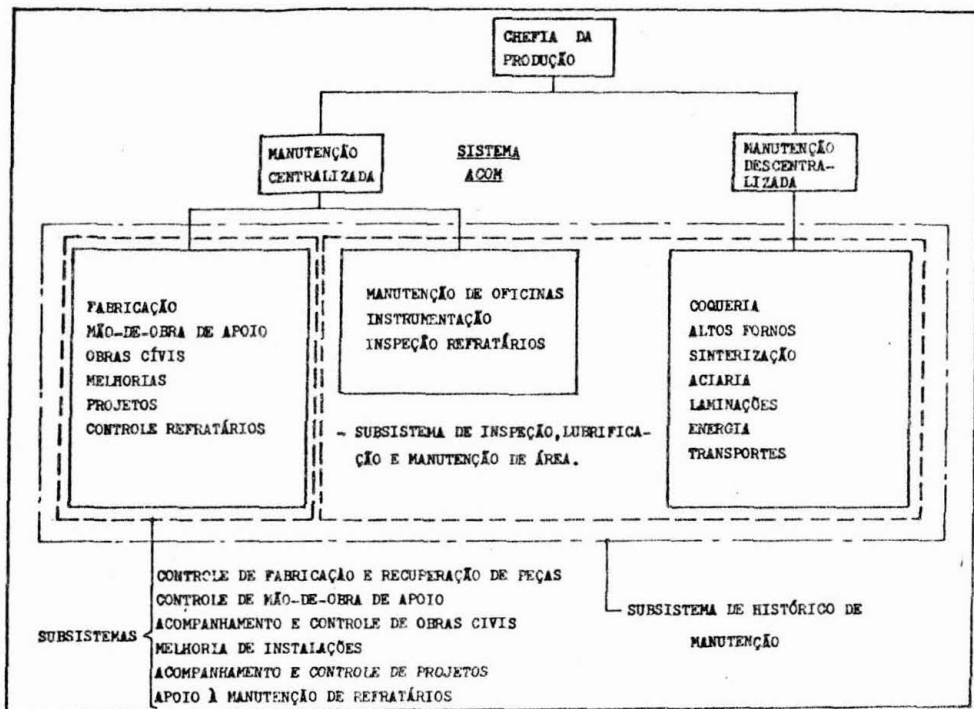 CHEFIA DA
PRODUÇÃO
MANUTENÇÃO
CENTRALIZADA
SISTEMA
ACOM
MANUTENÇÃO
DESCENTRA-
LIZADA
FABRICAÇÃO
MÃO-DE-OBRA DE APOIO
OBRAS CÍVIS
MELHORIAS
PROJETOS
CONTROLE REFRATÁRIOS
MANUTENÇÃO DE OFICINAS
INSTRUMENTAÇÃO
INSPEÇÃO REFRATÁRIOS
- SUBSISTEMA DE INSPEÇÃO,LUBRIFICA-
ÇÃO E MANUTENÇÃO DE ÁREA.
COQUERIA
ALTOS FORNOS
SINTERIZAÇÃO
ACIARIA
LAMINAÇÕES
ENERGIA
TRANSPORTES
SUBSISTEMAS
CONTROLE DE FABRICAÇÃO E RECUPERAÇÃO DE PEÇAS
CONTROLE DE MÃO-DE-OBRA DE APOIO
ACOMPANHAMENTO E CONTROLE DE OBRAS CIVIS
MELHORIA DE INSTALAÇÕES
ACOMPANHAMENTO E CONTROLE DE PROJETOS
APOIO À MANUTENÇÃO DE REFRATÁRIOS
SUBSISTEMA DE HISTÓRICO DE
MANUTENÇÃO